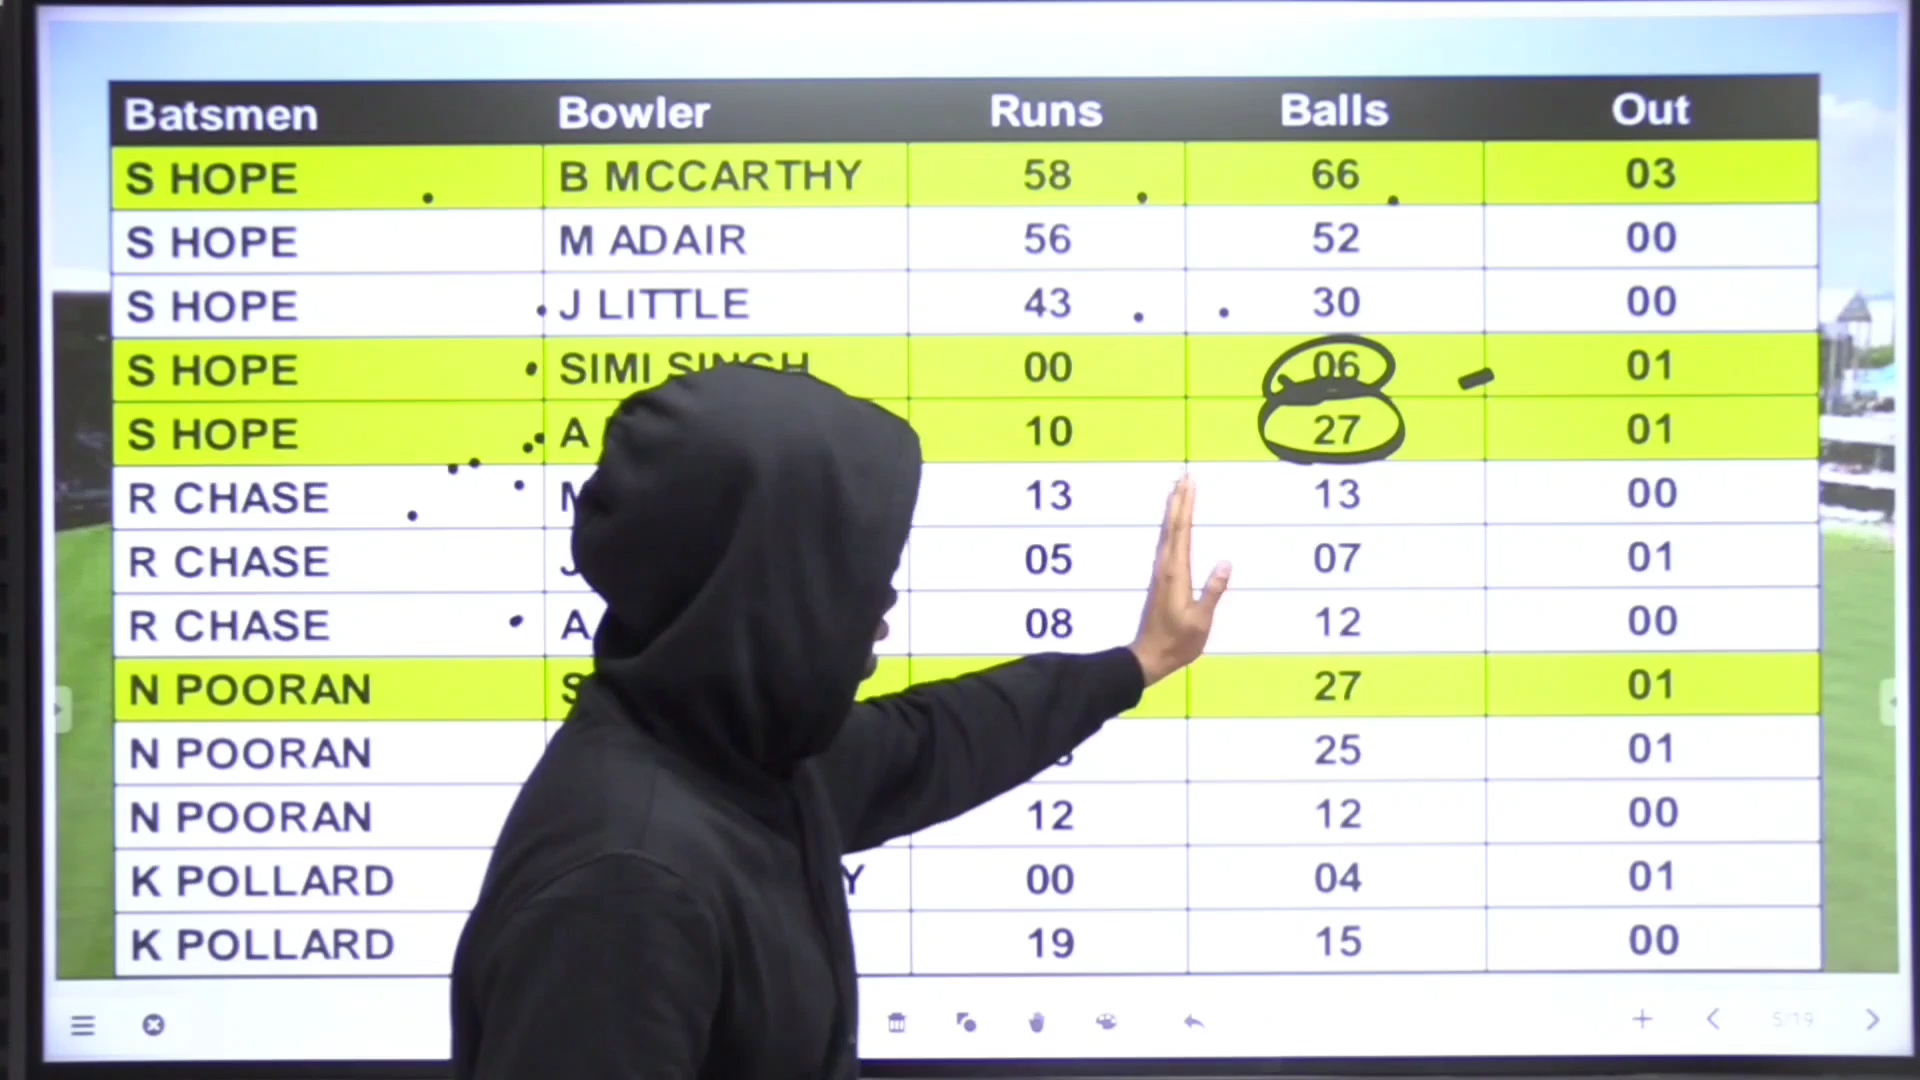 Batsmen Bowler Runs Balls Out
S HOPE B MCCARTHY 58 66 03
S HOPE M ADAIR 56 52 00
S HOPE J LITTLE 43 30 00
S HOPE SIMI SINGH 00 06 01
S HOPE A 10 27 01
R CHASE 13 13 00
R CHASE 05 07 01
R CHASE A 08 12 00
N POORAN S 27 01
N POORAN 25 01
N POORAN 12 12 00
K POLLARD Y 00 04 01
K POLLARD 19 15 00
5/19